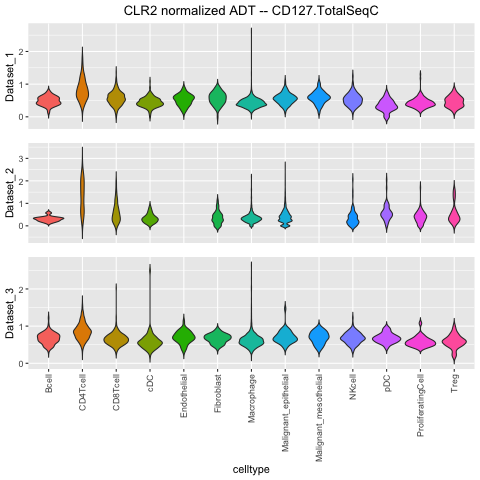 CLR2 normalized ADT -- CD127.TotalSeqC
Dataset_1
2
1
0
Dataset_2
3
2
1
0
Dataset_3
2
1
0
Bcell
CD4Tcell
CD8Tcell
cDC
Endothelial
Fibroblast
Macrophage
Malignant_epithelial
Malignant_mesothelial
NKcell
pDC
ProliferatingCell
Treg
celltype